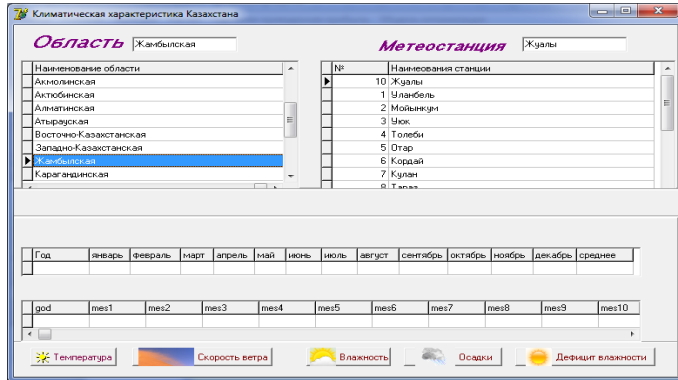 Климатическая характеристика Казахстана
Область Жамбылская Метеостанция Жуалы
Наименование области
Акмолинская
Актюбинская
Алматинская
Атырауская
Восточно-Казахстанская
Западно-Казахстанская
Жамбылская
Карагандинская
№ Наимеования станции
10 Жуалы
1 Уланбель
2 Мойынкум
3 Уюк
4 Толеби
5 Отар
6 Кордай
7 Кулан
8 Тараз
Год январь февраль март апрель май июнь июль август сентябрь октябрь ноябрь декабрь среднее
god mes1 mes2 mes3 mes4 mes5 mes6 mes7 mes8 mes9 mes10
Температура Скорость ветра Влажность Осадки Дефицит влажности